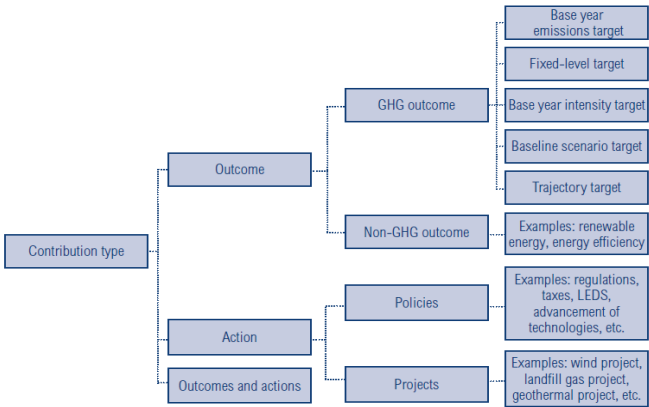 Contribution type
Outcome
Action
Outcomes and actions
GHG outcome
Non-GHG outcome
Policies
Projects
Base year
emissions target
Fixed-level target
Base year intensity target
Baseline scenario target
Trajectory target
Examples: renewable
energy, energy efficiency
Examples: regulations,
taxes, LEDS,
advancement of
technologies, etc.
Examples: wind project,
landfill gas project,
geothermal project, etc.